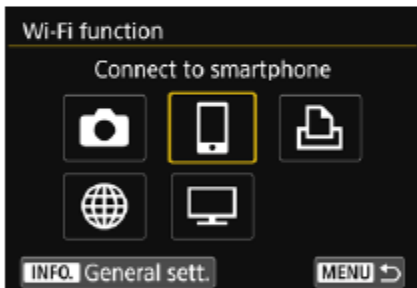 Wi-Fi function
Connect to smartphone
INFO. General sett.
MENU